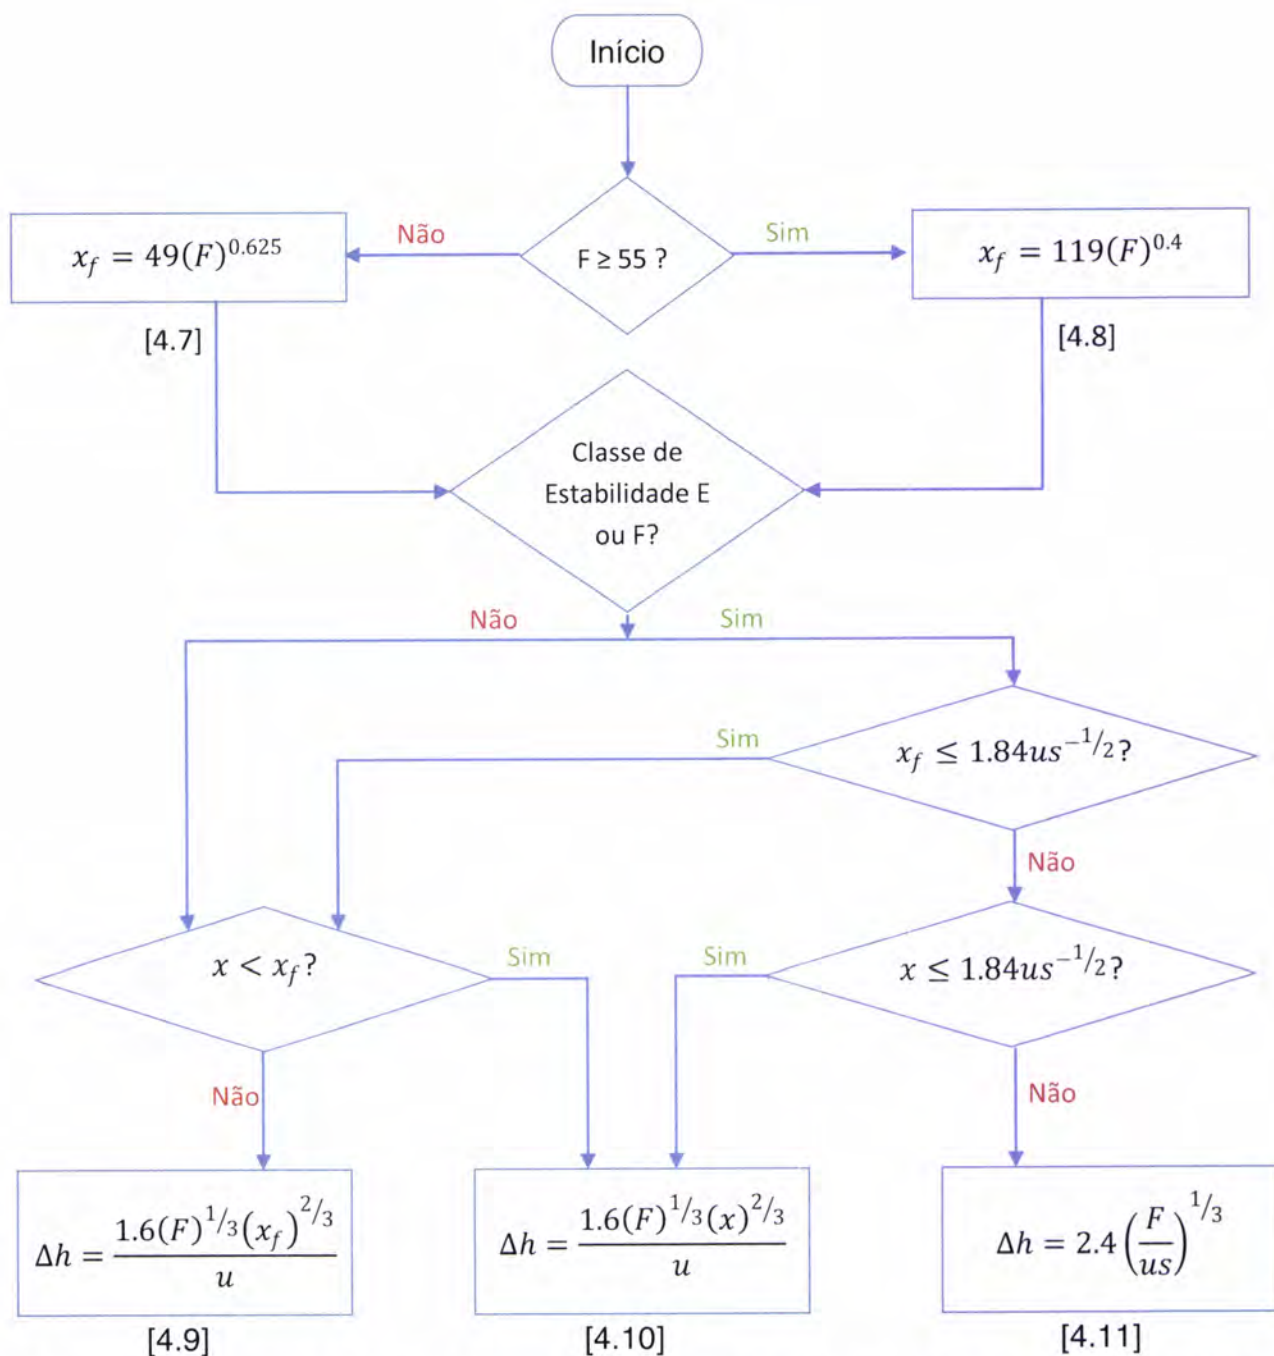 Início
Não
Sim
F ≥ 55 ?
x_f = 49(F)^{0.625}
x_f = 119(F)^{0.4}
[4.7]
[4.8]
Classe de
Estabilidade E
ou F?
Não
Sim
Sim
x_f ≤ 1.84us^{-1/2}?
Não
x < x_f?
Sim
Sim
x ≤ 1.84us^{-1/2}?
Não
Não
Δh = \frac{1.6(F)^{1/3}(x_f)^{2/3}}{u}
Δh = \frac{1.6(F)^{1/3}(x)^{2/3}}{u}
Δh = 2.4(\frac{F}{us})^{1/3}
[4.9]
[4.10]
[4.11]